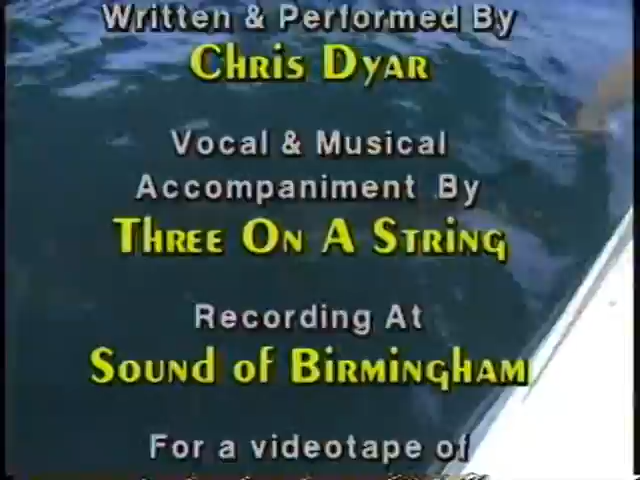 Written & Performed By
Chris Dyar
Vocal & Musical
Accompaniment By
Three On A String
Recording At
Sound of Birmingham
For a videotape of